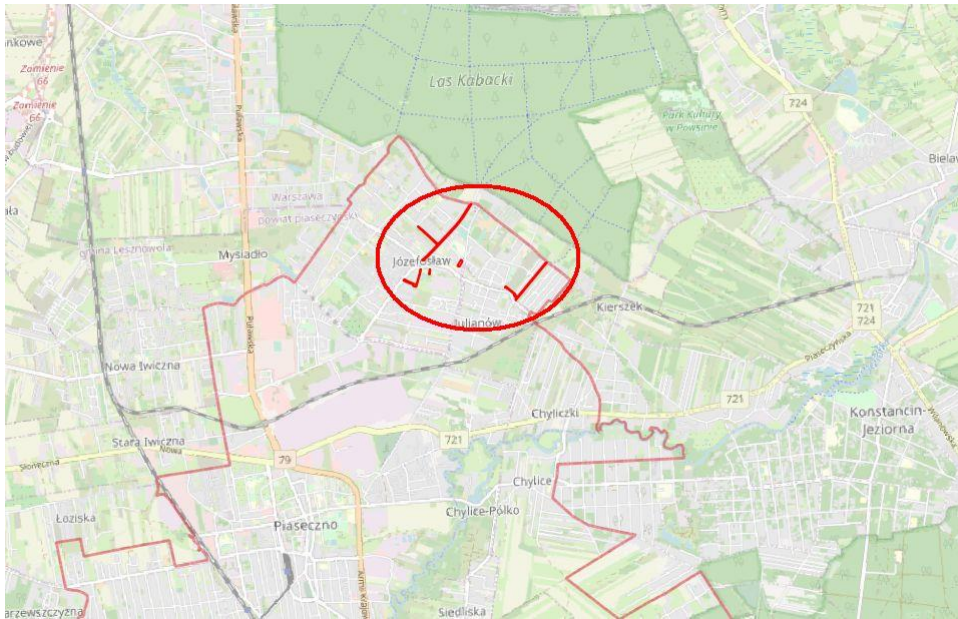 Las Kabacki
Zamienie
66
Zamienie
66
724
Park Kultury
w Powsinie
Puławska
Warszawa
powiat piaseczyński
gmina Lesznowola
Mysiadło
Józefosław
Julianów
Kierszek
721
724
Piaseczyńska
Nowa Iwiczna
Puławska
Chyliczki
721
Konstancin-
Jeziorna
Wilanowska
Stara Iwiczna
Nowa
Słoneczna
79
721
Chylice
Łoziska
Piaseczno
Chylice-Pólko
Siedliska